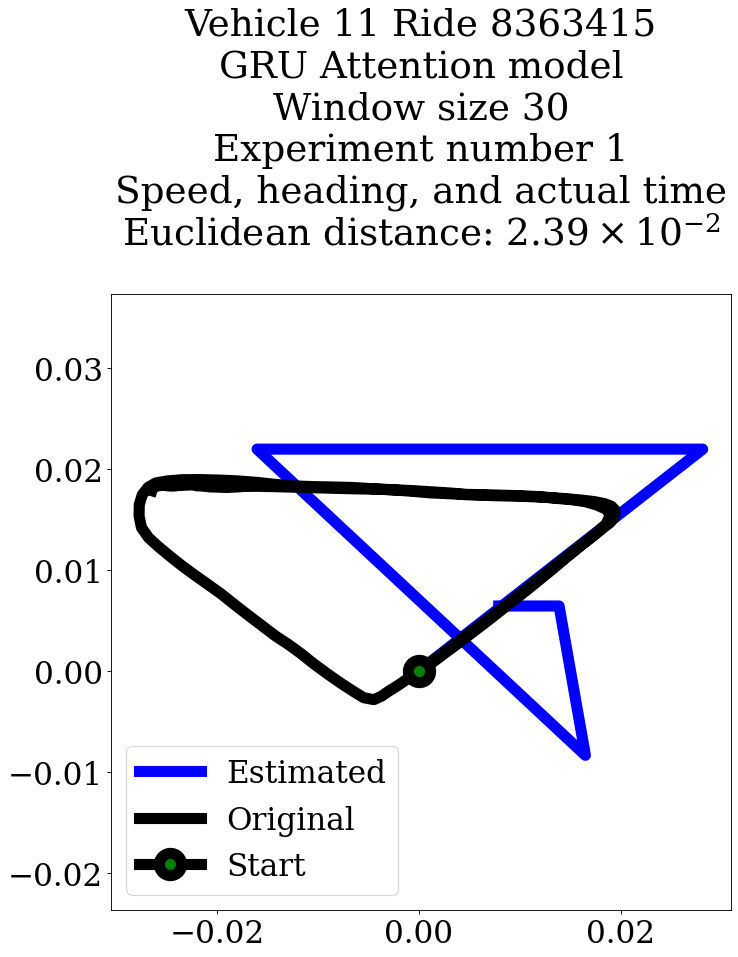 Vehicle 11 Ride 8363415
GRU Attention model
Window size 30
Experiment number 1
Speed, heading, and actual time
Euclidean distance: 2.39 × 10⁻²
0.03
0.02
0.01
0.00
−0.01
−0.02
Estimated
Original
Start
−0.02 0.00 0.02